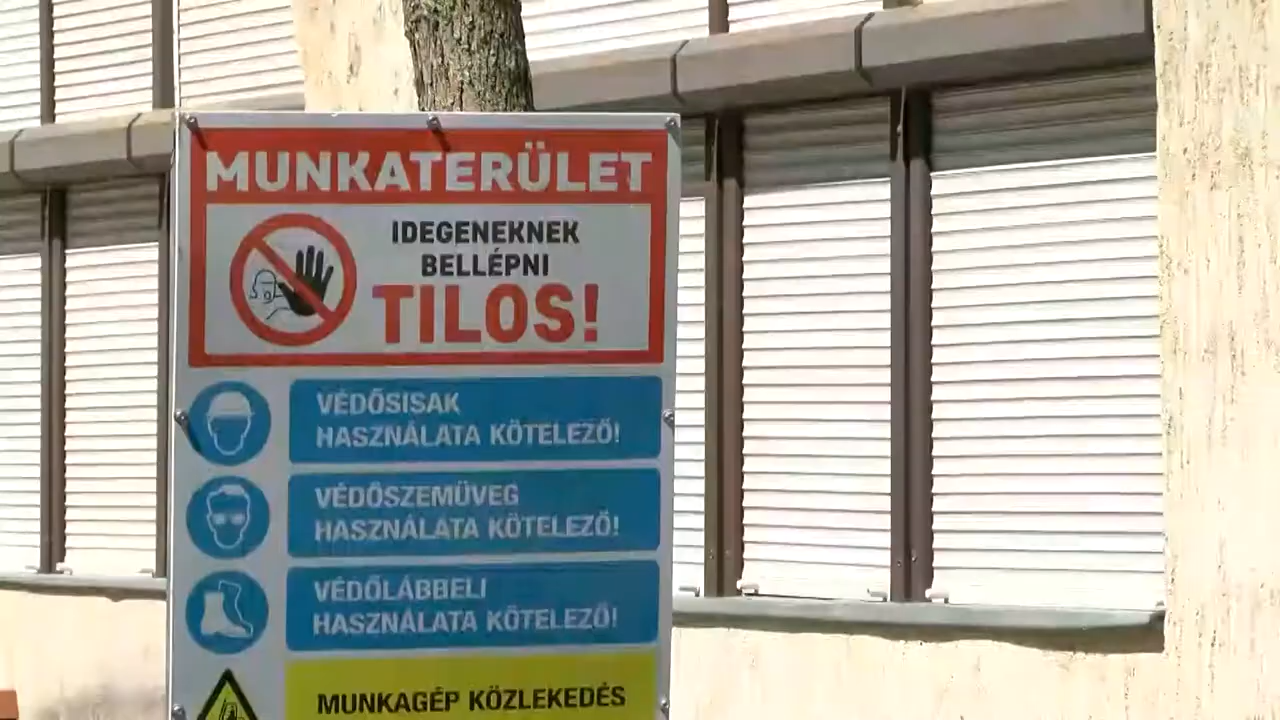 MUNKATERÜLET
IDEGENEKNEK
BELLÉPNI
TILOS!
VÉDŐSISAK
HASZNÁLATA KÖTELEZŐ!
VÉDŐSZEMÜVEG
HASZNÁLATA KÖTELEZŐ!
VÉDŐLÁBBELI
HASZNÁLATA KÖTELEZŐ!
MUNKAGÉP KÖZLEKEDÉS